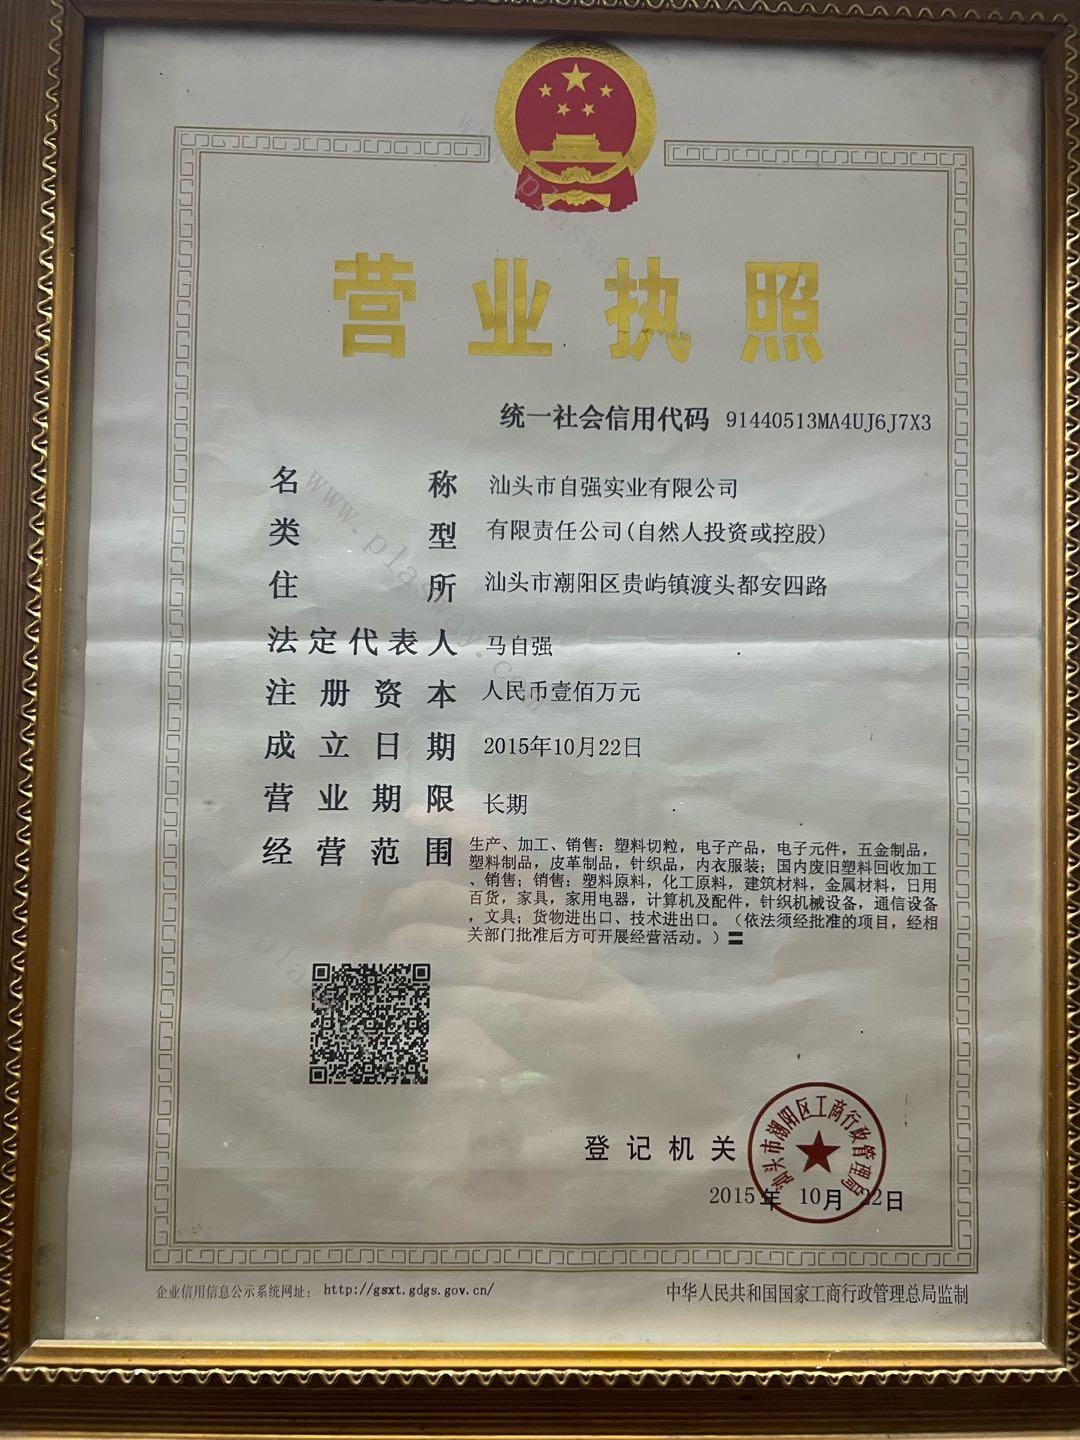 营业执照
统一社会信用代码 91440513MA4UJ6J7X3
名称 汕头市自强实业有限公司
类型 有限责任公司(自然人投资或控股)
住所 汕头市潮阳区贵屿镇渡头都安四路
法定代表人 马自强
注册资本 人民币壹佰万元
成立日期 2015年10月22日
营业期限 长期
经营范围 生产、加工、销售：塑料切粒，电子产品，电子元件，五金制品，
塑料制品，皮革制品，针织品，内衣服装；国内废旧塑料回收加工
、销售；销售：塑料原料，化工原料，建筑材料，金属材料，日用
百货，家具，家用电器，计算机及配件，针织机械设备，通信设备
，文具；货物进出口、技术进出口。（依法须经批准的项目，经相
关部门批准后方可开展经营活动。）〓
登记机关
汕头市潮阳区工商行政管理局
2015年 10月 22日
企业信用信息公示系统网址： http://gsxt.gdgs.gov.cn/
中华人民共和国国家工商行政管理总局监制
www.plasway.com